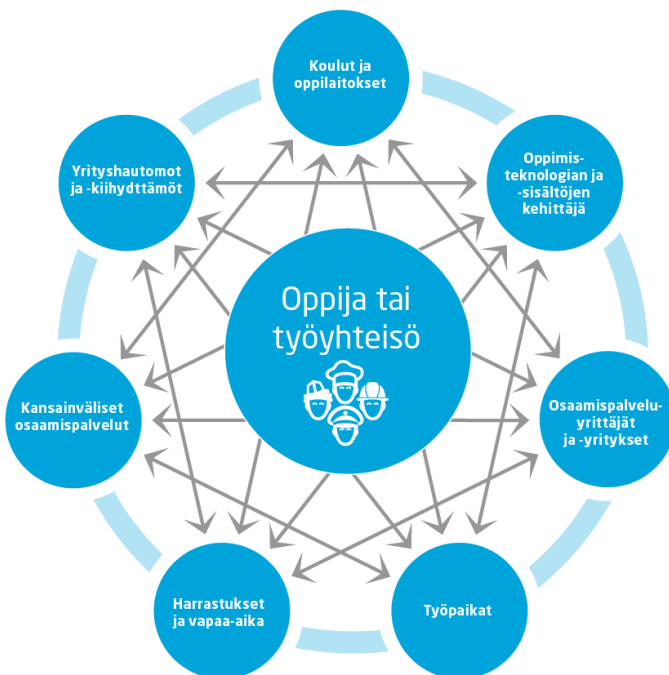 Koulut ja
oppilaitokset
Yrityshautomot
ja -kiihydttämöt
Oppimis-
teknologian ja
-sisältöjen
kehittäjä
Oppija tai
työyhteisö
Kansainväliset
osaamispalvelut
Osaamispalvelu-
yrittäjät
ja -yritykset
Harrastukset
ja vapaa-aika
Työpaikat